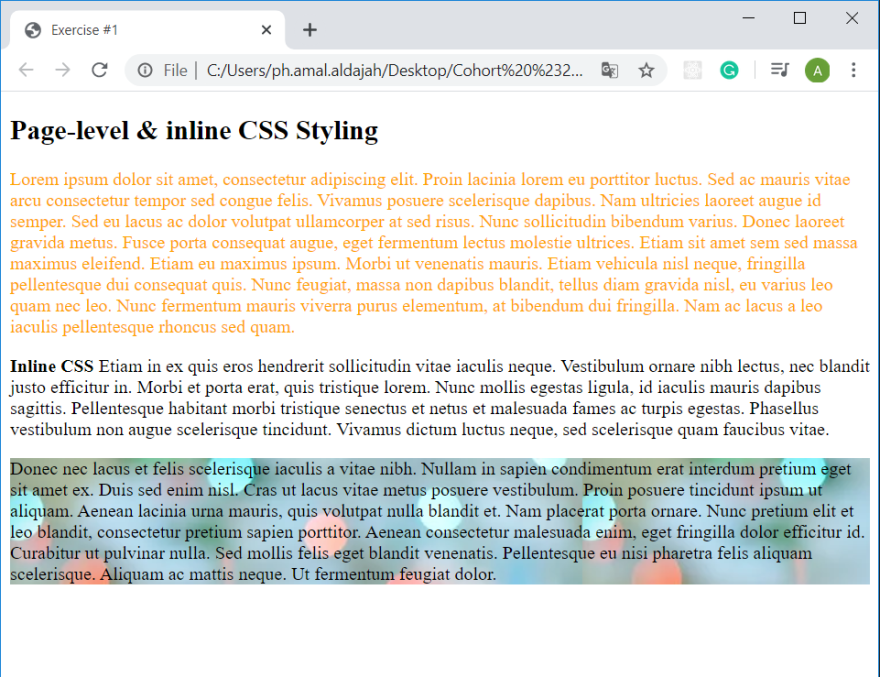 Exercise #1
File | C:/Users/ph.amal.aldajah/Desktop/Cohort%20%232...
A
Page-level & inline CSS Styling
Lorem ipsum dolor sit amet, consectetur adipiscing elit. Proin lacinia lorem eu porttitor luctus. Sed ac mauris vitae
arcu consectetur tempor sed congue felis. Vivamus posuere scelerisque dapibus. Nam ultricies laoreet augue id
semper. Sed eu lacus ac dolor volutpat ullamcorper at sed risus. Nunc sollicitudin bibendum varius. Donec laoreet
gravida metus. Fusce porta consequat augue, eget fermentum lectus molestie ultrices. Etiam sit amet sem sed massa
maximus eleifend. Etiam eu maximus ipsum. Morbi ut venenatis mauris. Etiam vehicula nisl neque, fringilla
pellentesque dui consequat quis. Nunc feugiat, massa non dapibus blandit, tellus diam gravida nisl, eu varius leo
quam nec leo. Nunc fermentum mauris viverra purus elementum, at bibendum dui fringilla. Nam ac lacus a leo
iaculis pellentesque rhoncus sed quam.
Inline CSS Etiam in ex quis eros hendrerit sollicitudin vitae iaculis neque. Vestibulum ornare nibh lectus, nec blandit
justo efficitur in. Morbi et porta erat, quis tristique lorem. Nunc mollis egestas ligula, id iaculis mauris dapibus
sagittis. Pellentesque habitant morbi tristique senectus et netus et malesuada fames ac turpis egestas. Phasellus
vestibulum non augue scelerisque tincidunt. Vivamus dictum luctus neque, sed scelerisque quam faucibus vitae.
Donec nec lacus et felis scelerisque iaculis a vitae nibh. Nullam in sapien condimentum erat interdum pretium eget
sit amet ex. Duis sed enim nisl. Cras ut lacus vitae metus posuere vestibulum. Proin posuere tincidunt ipsum ut
aliquam. Aenean lacinia urna mauris, quis volutpat nulla blandit et. Nam placerat porta ornare. Nunc pretium elit et
leo blandit, consectetur pretium sapien porttitor. Aenean consectetur malesuada enim, eget fringilla dolor efficitur id.
Curabitur ut pulvinar nulla. Sed mollis felis eget blandit venenatis. Pellentesque eu nisi pharetra felis aliquam
scelerisque. Aliquam ac mattis neque. Ut fermentum feugiat dolor.